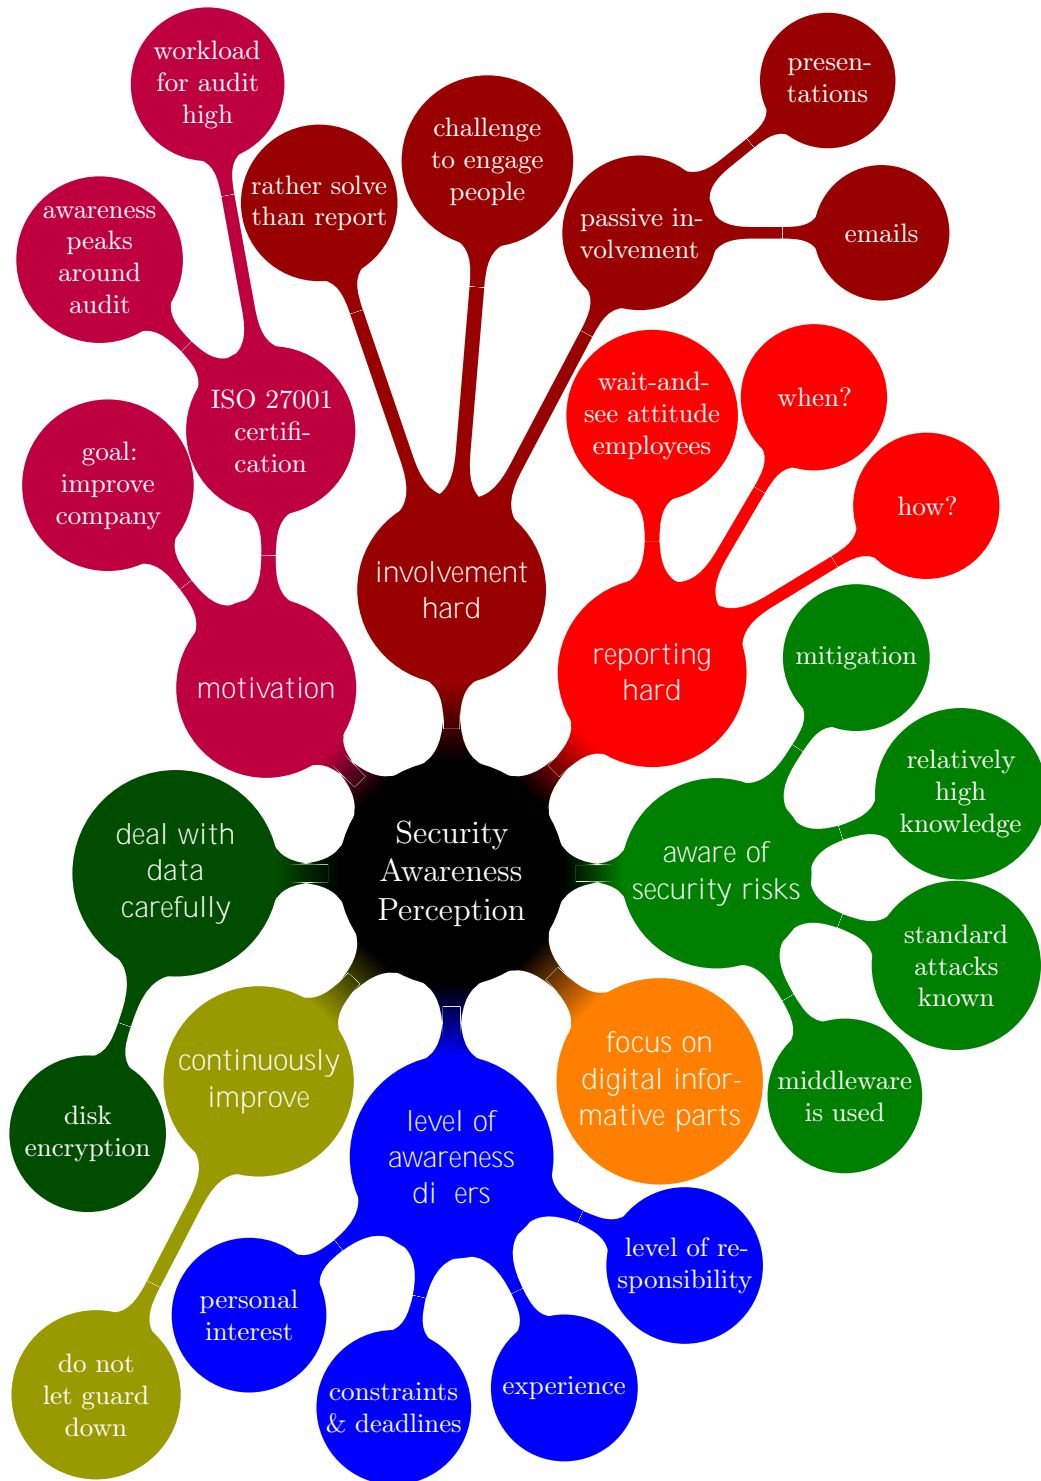 workload
for audit
high
presen-
tations
challenge
to engage
people
rather solve
than report
passive in-
volvement
emails
awareness
peaks
around
audit
ISO 27001
certifi-
cation
wait-and-
see attitude
employees
when?
how?
goal:
improve
company
involvement
hard
reporting
hard
motivation
mitigation
relatively
high
knowledge
deal with
data
carefully
Security
Awareness
Perception
aware of
security risks
standard
attacks
known
continuously
improve
focus on
digital infor-
mative parts
middleware
is used
disk
encryption
level of
awareness
di ers
level of re-
sponsibility
personal
interest
do not
let guard
down
constraints
& deadlines
experience